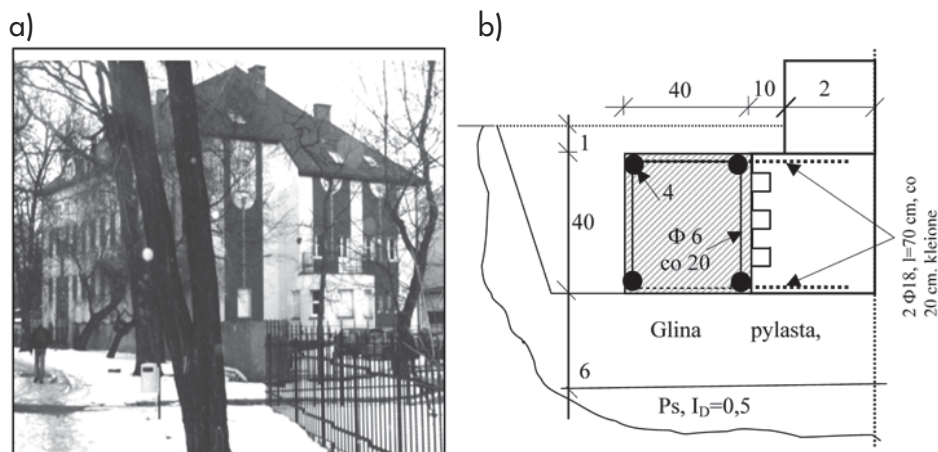 a)
b)
40
10
2
1
40
4
Φ 6
co 20
2 Φ18, l=70 cm, co
20 cm, kleione
Glina pylasta,
6
Ps, I_D=0,5